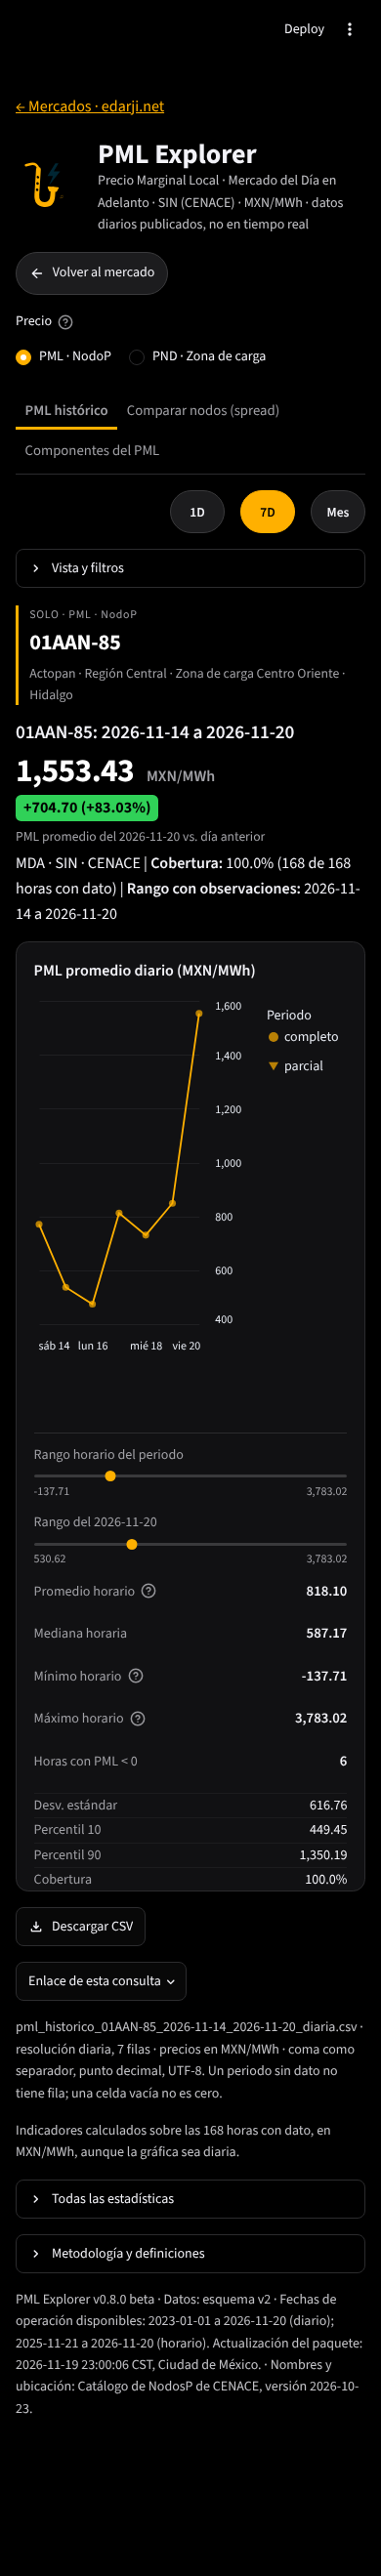 Deploy
← Mercados · edarji.net
PML Explorer
Precio Marginal Local · Mercado del Día en
Adelanto · SIN (CENACE) · MXN/MWh · datos
diarios publicados, no en tiempo real
← Volver al mercado
Precio
PML · NodoP
PND · Zona de carga
PML histórico
Comparar nodos (spread)
Componentes del PML
1D
7D
Mes
Vista y filtros
SOLO · PML · NodoP
01AAN-85
Actopan · Región Central · Zona de carga Centro Oriente ·
Hidalgo
01AAN-85: 2026-11-14 a 2026-11-20
1,553.43 MXN/MWh
+704.70 (+83.03%)
PML promedio del 2026-11-20 vs. día anterior
MDA · SIN · CENACE | Cobertura: 100.0% (168 de 168
horas con dato) | Rango con observaciones: 2026-11-
14 a 2026-11-20
PML promedio diario (MXN/MWh)
1,600
1,400
1,200
1,000
800
600
400
Periodo
completo
parcial
sáb 14
lun 16
mié 18
vie 20
Rango horario del periodo
-137.71
3,783.02
Rango del 2026-11-20
530.62
3,783.02
Promedio horario 818.10
Mediana horaria 587.17
Mínimo horario -137.71
Máximo horario 3,783.02
Horas con PML < 0 6
Desv. estándar 616.76
Percentil 10 449.45
Percentil 90 1,350.19
Cobertura 100.0%
Descargar CSV
Enlace de esta consulta
pml_historico_01AAN-85_2026-11-14_2026-11-20_diaria.csv ·
resolución diaria, 7 filas · precios en MXN/MWh · coma como
separador, punto decimal, UTF-8. Un periodo sin dato no
tiene fila; una celda vacía no es cero.
Indicadores calculados sobre las 168 horas con dato, en
MXN/MWh, aunque la gráfica sea diaria.
Todas las estadísticas
Metodología y definiciones
PML Explorer v0.8.0 beta · Datos: esquema v2 · Fechas de
operación disponibles: 2023-01-01 a 2026-11-20 (diario);
2025-11-21 a 2026-11-20 (horario). Actualización del paquete:
2026-11-19 23:00:06 CST, Ciudad de México. · Nombres y
ubicación: Catálogo de NodosP de CENACE, versión 2026-10-
23.